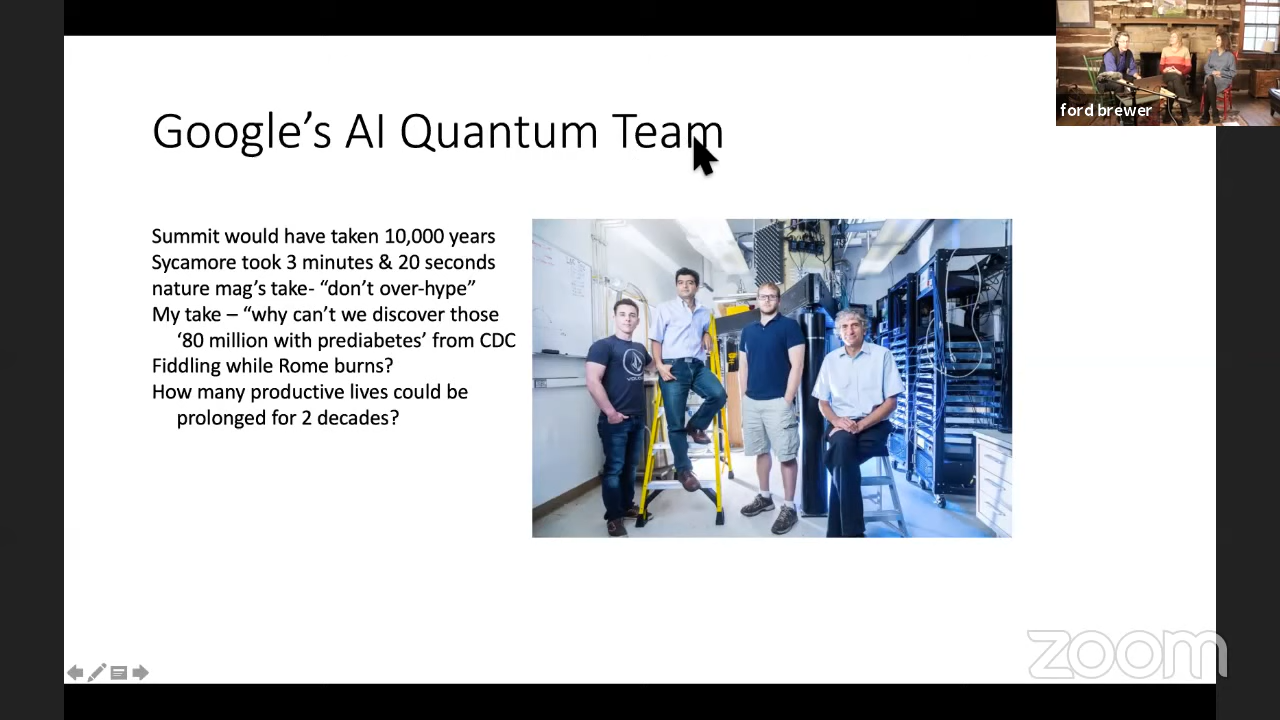 ford brewer
Google’s AI Quantum Team
Summit would have taken 10,000 years
Sycamore took 3 minutes & 20 seconds
nature mag’s take- “don’t over-hype”
My take – “why can’t we discover those
‘80 million with prediabetes’ from CDC
Fiddling while Rome burns?
How many productive lives could be
prolonged for 2 decades?
zoom